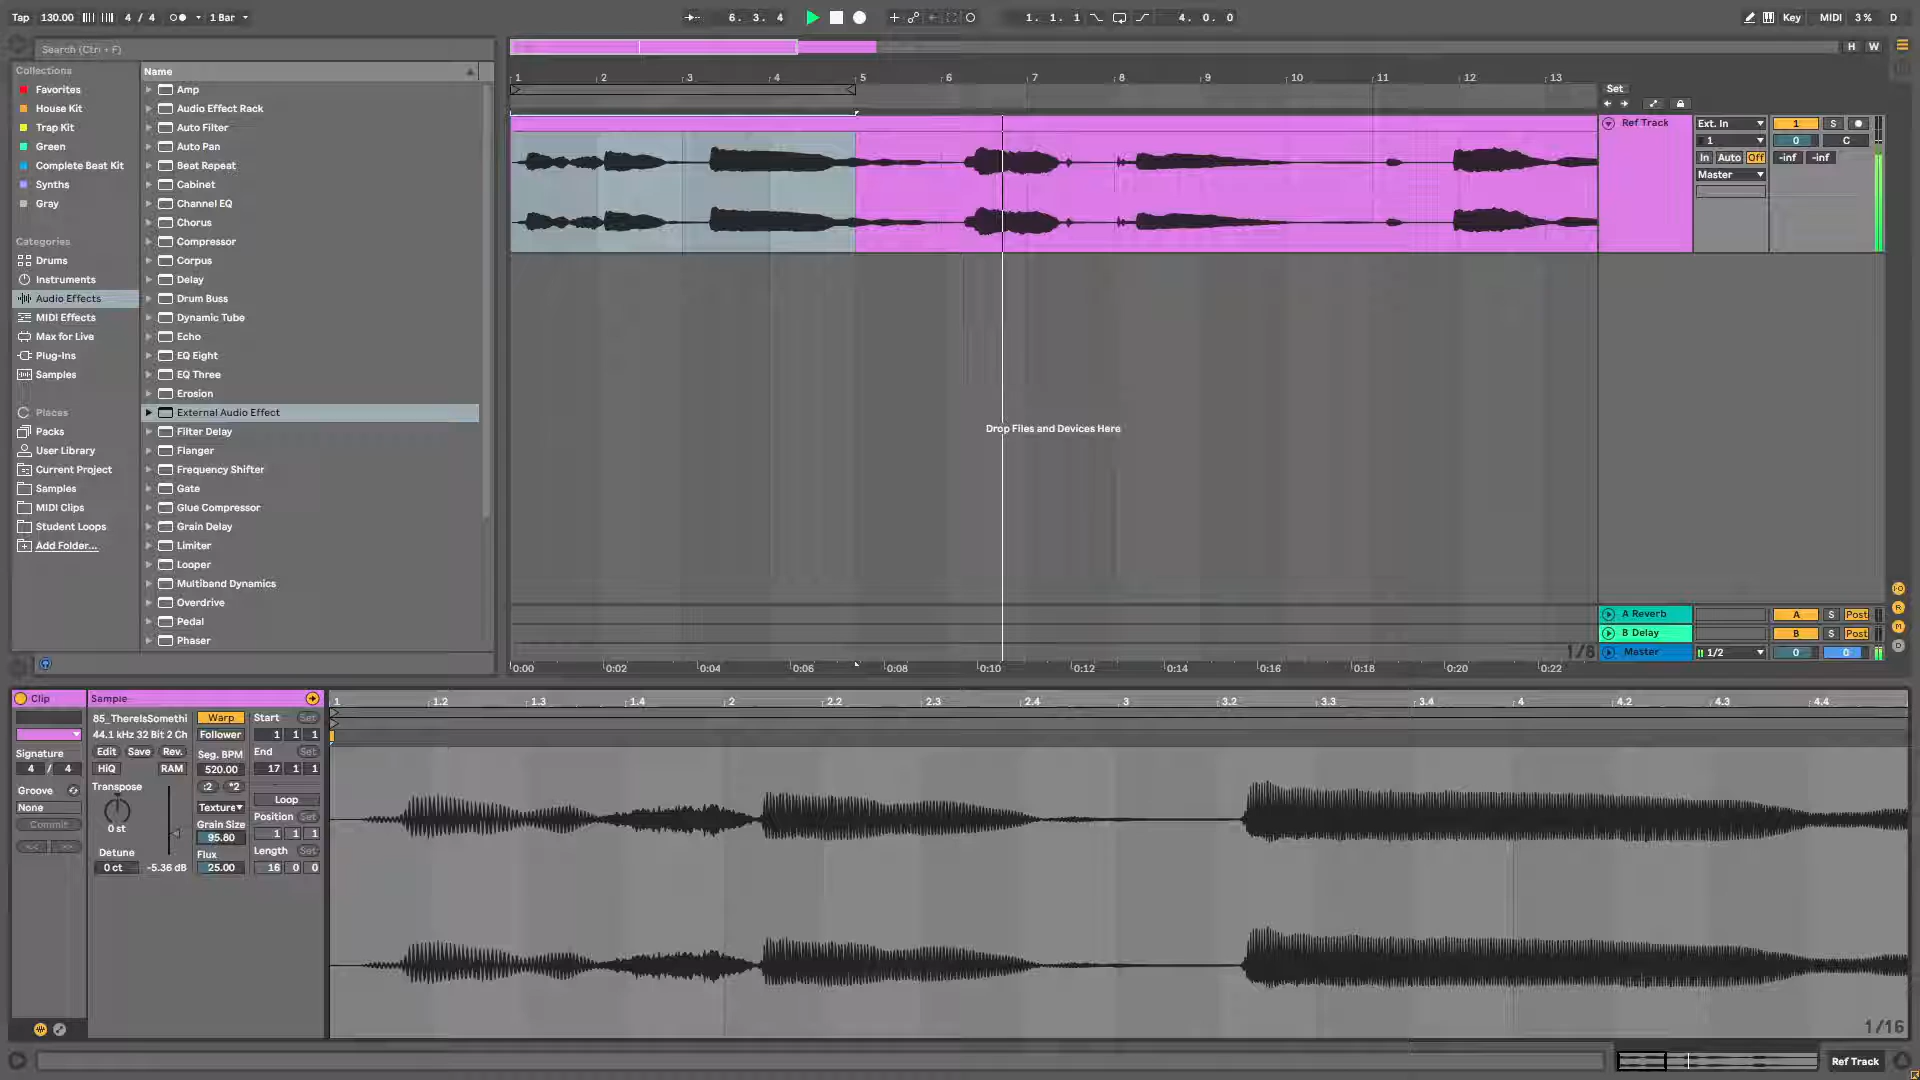 Tap 130.00 4 / 4 1 Bar
6. 3. 4
1. 1. 1
4. 0. 0
Key MIDI 3 % D
Search (Ctrl + F)
H W
Collections
Favorites
House Kit
Trap Kit
Green
Complete Beat Kit
Synths
Gray
Categories
Drums
Instruments
Audio Effects
MIDI Effects
Max for Live
Plug-Ins
Samples
Places
Packs
User Library
Current Project
Samples
MIDI Clips
Student Loops
Add Folder...
Name
Amp
Audio Effect Rack
Auto Filter
Auto Pan
Beat Repeat
Cabinet
Channel EQ
Chorus
Compressor
Corpus
Delay
Drum Buss
Dynamic Tube
Echo
EQ Eight
EQ Three
Erosion
External Audio Effect
Filter Delay
Flanger
Frequency Shifter
Gate
Glue Compressor
Grain Delay
Limiter
Looper
Multiband Dynamics
Overdrive
Pedal
Phaser
1 2 3 4 5 6 7 8 9 10 11 12 13
Set
Ref Track
Ext. In
1
In Auto Off
Master
1 S
0 C
-inf -inf
Drop Files and Devices Here
A Reverb A S Post
B Delay B S Post
1/8
Master 1/2 0 0
0:00 0:02 0:04 0:06 0:08 0:10 0:12 0:14 0:16 0:18 0:20 0:22
Clip
Signature
4 / 4
Groove
None
Commit
<< >>
Sample
85_ThereIsSomethi
44.1 kHz 32 Bit 2 Ch
Edit Save Rev.
HiQ RAM
Transpose
0 st
Detune
0 ct -5.36 dB
Warp
Follower
Seg. BPM
520.00
:2 *2
Texture
Grain Size
95.80
Flux
25.00
Start Set
1 1 1
End Set
17 1 1
Loop
Position Set
1 1 1
Length Set
16 0 0
1 1.2 1.3 1.4 2 2.2 2.3 2.4 3 3.2 3.3 3.4 4 4.2 4.3 4.4
1/16
Ref Track